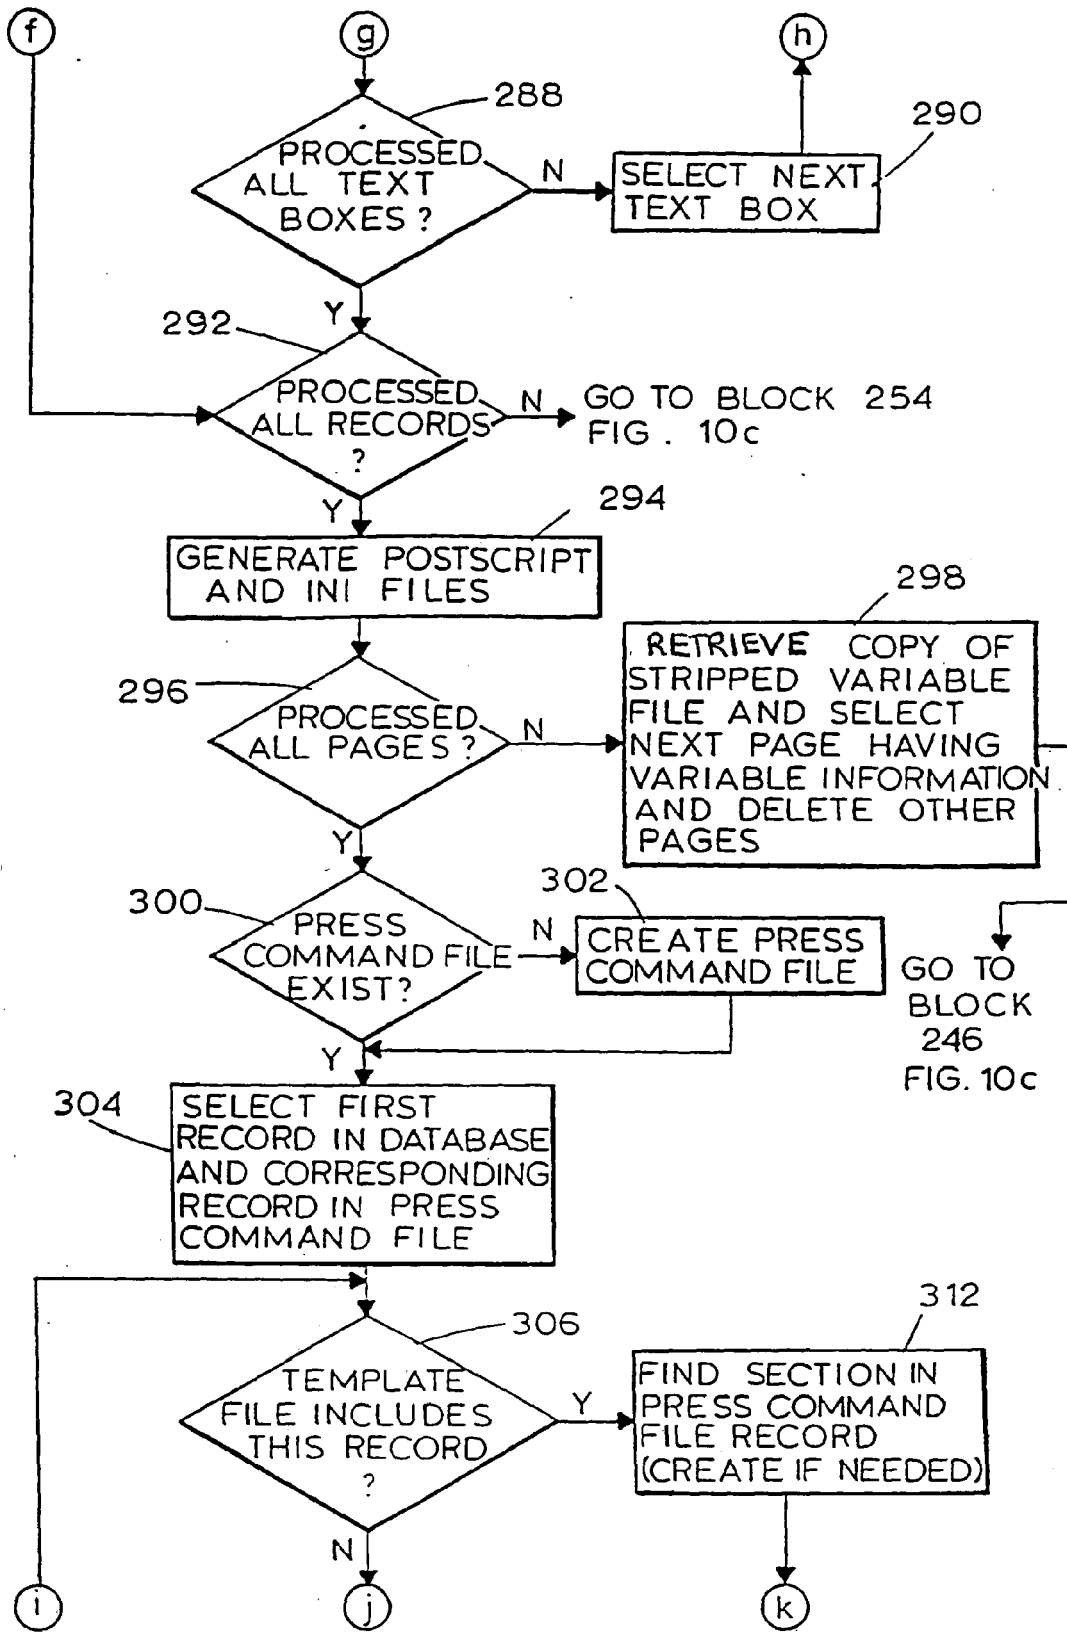 f
g
h
288
290
PROCESSED
ALL TEXT
BOXES ?
N
SELECT NEXT
TEXT BOX
Y
292
PROCESSED
ALL RECORDS
?
N
GO TO BLOCK 254
FIG. 10c
Y
294
GENERATE POSTSCRIPT
AND INI FILES
298
296
PROCESSED
ALL PAGES ?
N
RETRIEVE COPY OF
STRIPPED VARIABLE
FILE AND SELECT
NEXT PAGE HAVING
VARIABLE INFORMATION
AND DELETE OTHER
PAGES
Y
300
302
PRESS
COMMAND FILE
EXIST?
N
CREATE PRESS
COMMAND FILE
GO TO
BLOCK
246
FIG. 10c
Y
304
SELECT FIRST
RECORD IN DATABASE
AND CORRESPONDING
RECORD IN PRESS
COMMAND FILE
306
312
TEMPLATE
FILE INCLUDES
THIS RECORD
?
Y
FIND SECTION IN
PRESS COMMAND
FILE RECORD
(CREATE IF NEEDED)
N
i
j
k